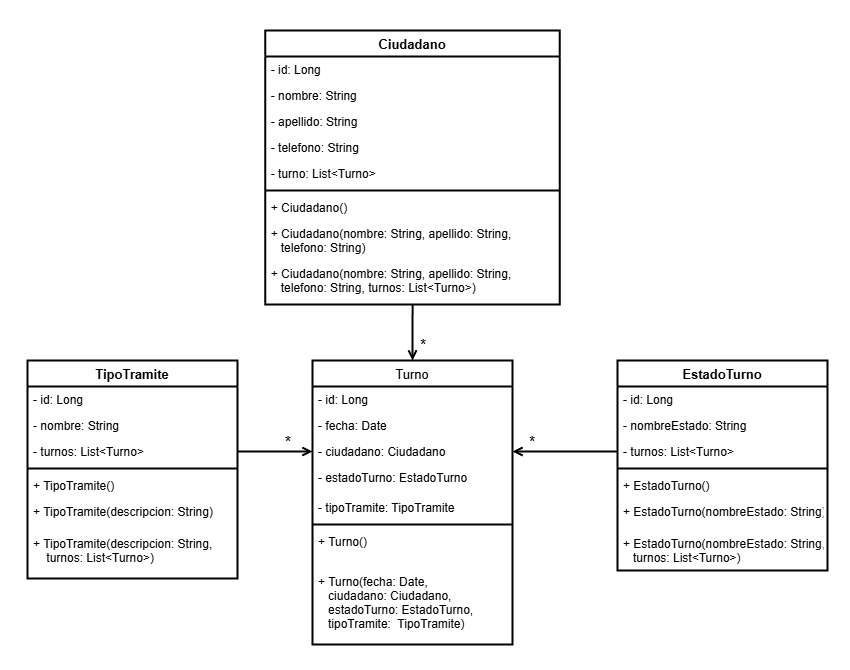 Ciudadano
- id: Long
- nombre: String
- apellido: String
- telefono: String
- turno: List<Turno>
+ Ciudadano()
+ Ciudadano(nombre: String, apellido: String,
telefono: String)
+ Ciudadano(nombre: String, apellido: String,
telefono: String, turnos: List<Turno>)
*
TipoTramite
- id: Long
- nombre: String
- turnos: List<Turno>
+ TipoTramite()
+ TipoTramite(descripcion: String)
+ TipoTramite(descripcion: String,
turnos: List<Turno>)
*
Turno
- id: Long
- fecha: Date
- ciudadano: Ciudadano
- estadoTurno: EstadoTurno
- tipoTramite: TipoTramite
+ Turno()
+ Turno(fecha: Date,
ciudadano: Ciudadano,
estadoTurno: EstadoTurno,
tipoTramite:  TipoTramite)
*
EstadoTurno
- id: Long
- nombreEstado: String
- turnos: List<Turno>
+ EstadoTurno()
+ EstadoTurno(nombreEstado: String)
+ EstadoTurno(nombreEstado: String,
turnos: List<Turno>)